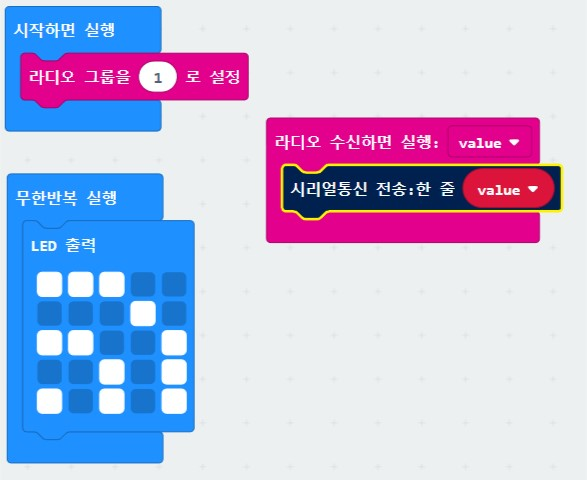 시작하면 실행
라디오 그룹을 1 로 설정
라디오 수신하면 실행: value
시리얼통신 전송:한 줄 value
무한반복 실행
LED 출력